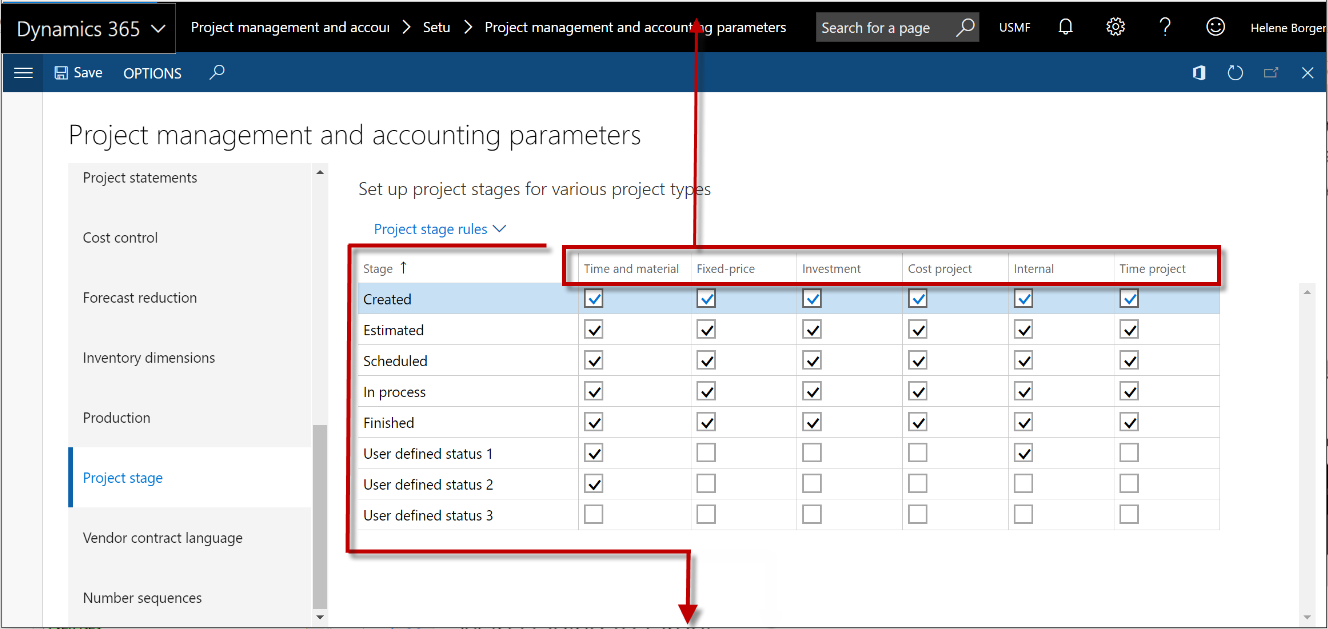 Dynamics 365 Project management and accour Setu Project management and accounting parameters Search for a page USMF ? Helene Borger
Save OPTIONS
Project management and accounting parameters
Project statements
Cost control
Forecast reduction
Inventory dimensions
Production
Project stage
Vendor contract language
Number sequences
Set up project stages for various project types
Project stage rules
Stage ↑ Time and material Fixed-price Investment Cost project Internal Time project
Created
Estimated
Scheduled
In process
Finished
User defined status 1
User defined status 2
User defined status 3